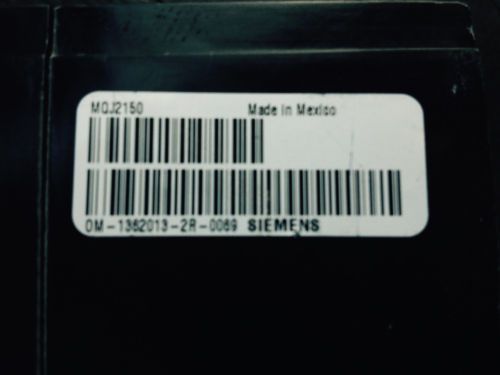 MQJ2150 Made in Mexico
0M-1362013-2R-0069 SIEMENS